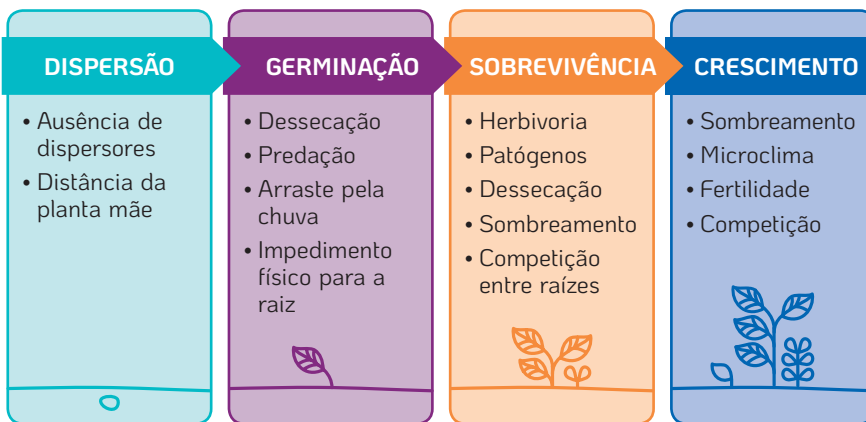 DISPERSÃO
• Ausência de
dispersores
• Distância da
planta mãe
GERMINAÇÃO
• Dessecação
• Predação
• Arraste pela
chuva
• Impedimento
físico para a
raiz
SOBREVIVÊNCIA
• Herbivoria
• Patógenos
• Dessecação
• Sombreamento
• Competição
entre raízes
CRESCIMENTO
• Sombreamento
• Microclima
• Fertilidade
• Competição